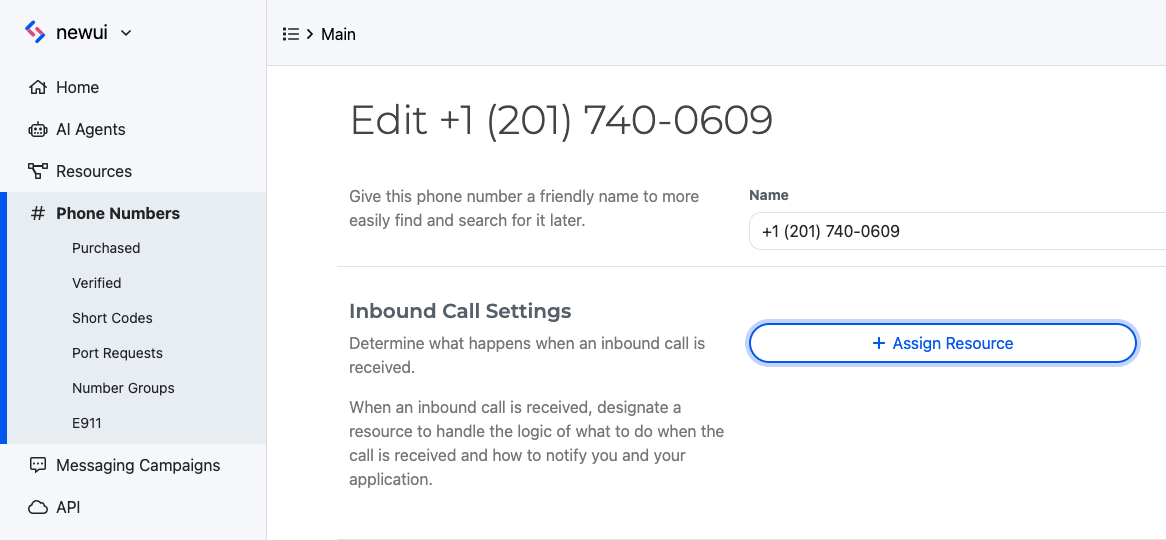 newui
Home
AI Agents
Resources
Phone Numbers
Purchased
Verified
Short Codes
Port Requests
Number Groups
E911
Messaging Campaigns
API
Main
Edit +1 (201) 740-0609
Give this phone number a friendly name to more
easily find and search for it later.
Name
+1 (201) 740-0609
Inbound Call Settings
Determine what happens when an inbound call is
received.
When an inbound call is received, designate a
resource to handle the logic of what to do when the
call is received and how to notify you and your
application.
+ Assign Resource